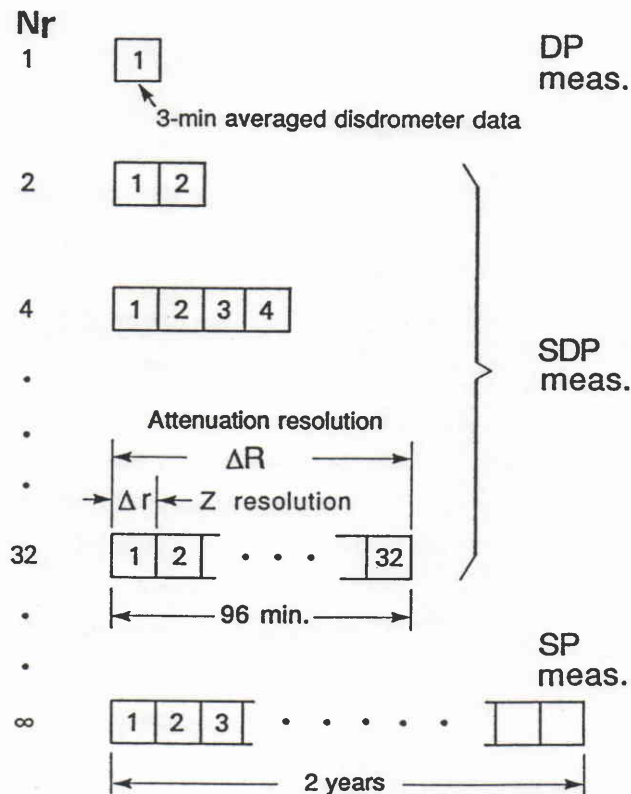 Nr
1
1
DP
meas.
3-min averaged disdrometer data
2
1 2
4
1 2 3 4
SDP
meas.
.
.
.
Attenuation resolution
ΔR
Δr Z resolution
32
1 2 . . . 32
96 min.
.
.
SP
meas.
∞
1 2 3 . . . . . .
2 years